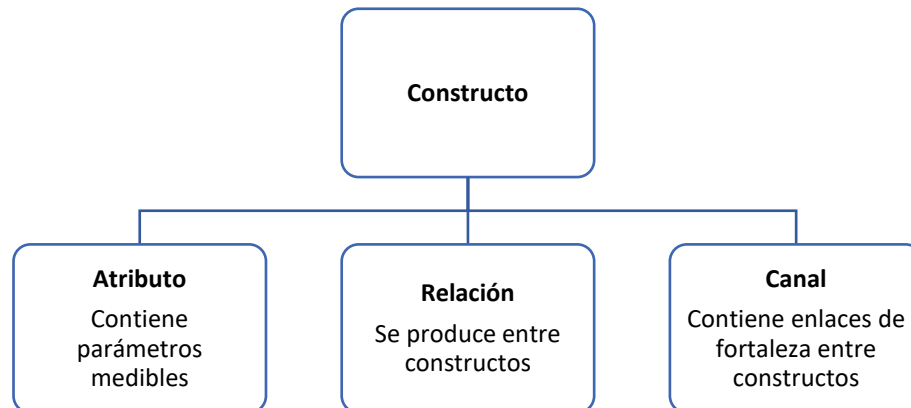 Constructo
Atributo
Contiene
parámetros
medibles
Relación
Se produce entre
constructos
Canal
Contiene enlaces de
fortaleza entre
constructos